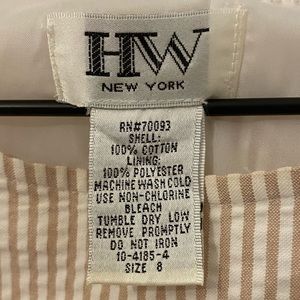 HW
NEW YORK
RN#70093
SHELL:
100% COTTON
LINING:
100% POLYESTER
MACHINE WASH COLD
USE NON-CHLORINE
BLEACH
TUMBLE DRY LOW
REMOVE PROMPTLY
DO NOT IRON
10-4185-4
SIZE 8